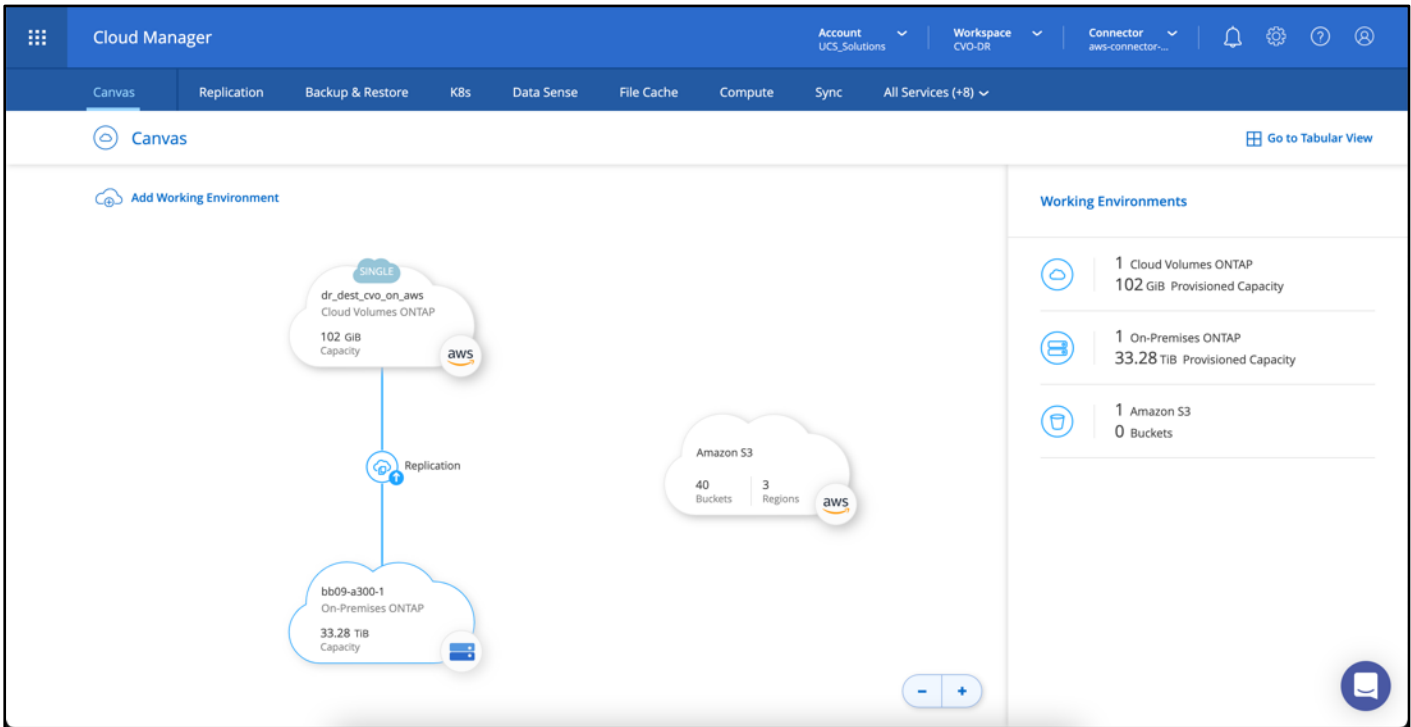 Cloud Manager
Account
UCS_Solutions
Workspace
CVO-DR
Connector
aws-connector-...
Canvas Replication Backup & Restore K8s Data Sense File Cache Compute Sync All Services (+8)
Canvas
Go to Tabular View
Add Working Environment
SINGLE
dr_dest_cvo_on_aws
Cloud Volumes ONTAP
102 GiB
Capacity
aws
Replication
bb09-a300-1
On-Premises ONTAP
33.28 TiB
Capacity
Amazon S3
40 3
Buckets Regions
aws
Working Environments
1 Cloud Volumes ONTAP
102 GiB Provisioned Capacity
1 On-Premises ONTAP
33.28 TiB Provisioned Capacity
1 Amazon S3
0 Buckets